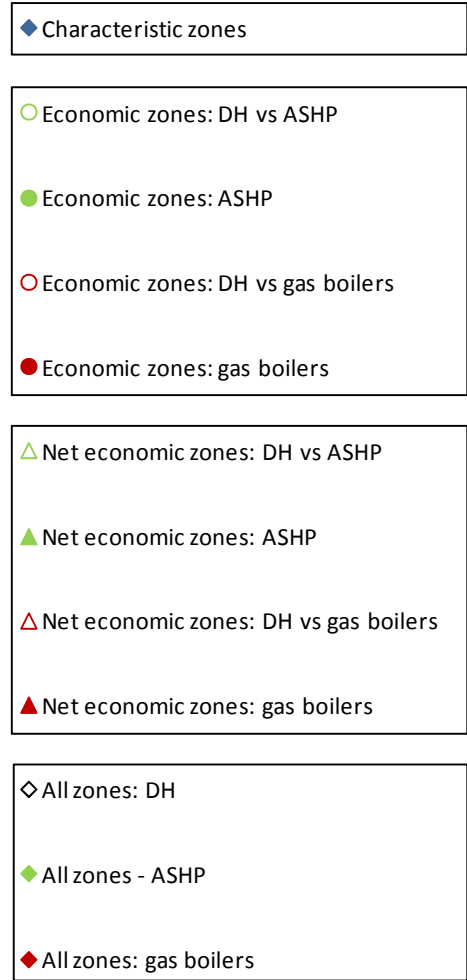 Characteristic zones
Economic zones: DH vs ASHP
Economic zones: ASHP
Economic zones: DH vs gas boilers
Economic zones: gas boilers
Net economic zones: DH vs ASHP
Net economic zones: ASHP
Net economic zones: DH vs gas boilers
Net economic zones: gas boilers
All zones: DH
All zones - ASHP
All zones: gas boilers